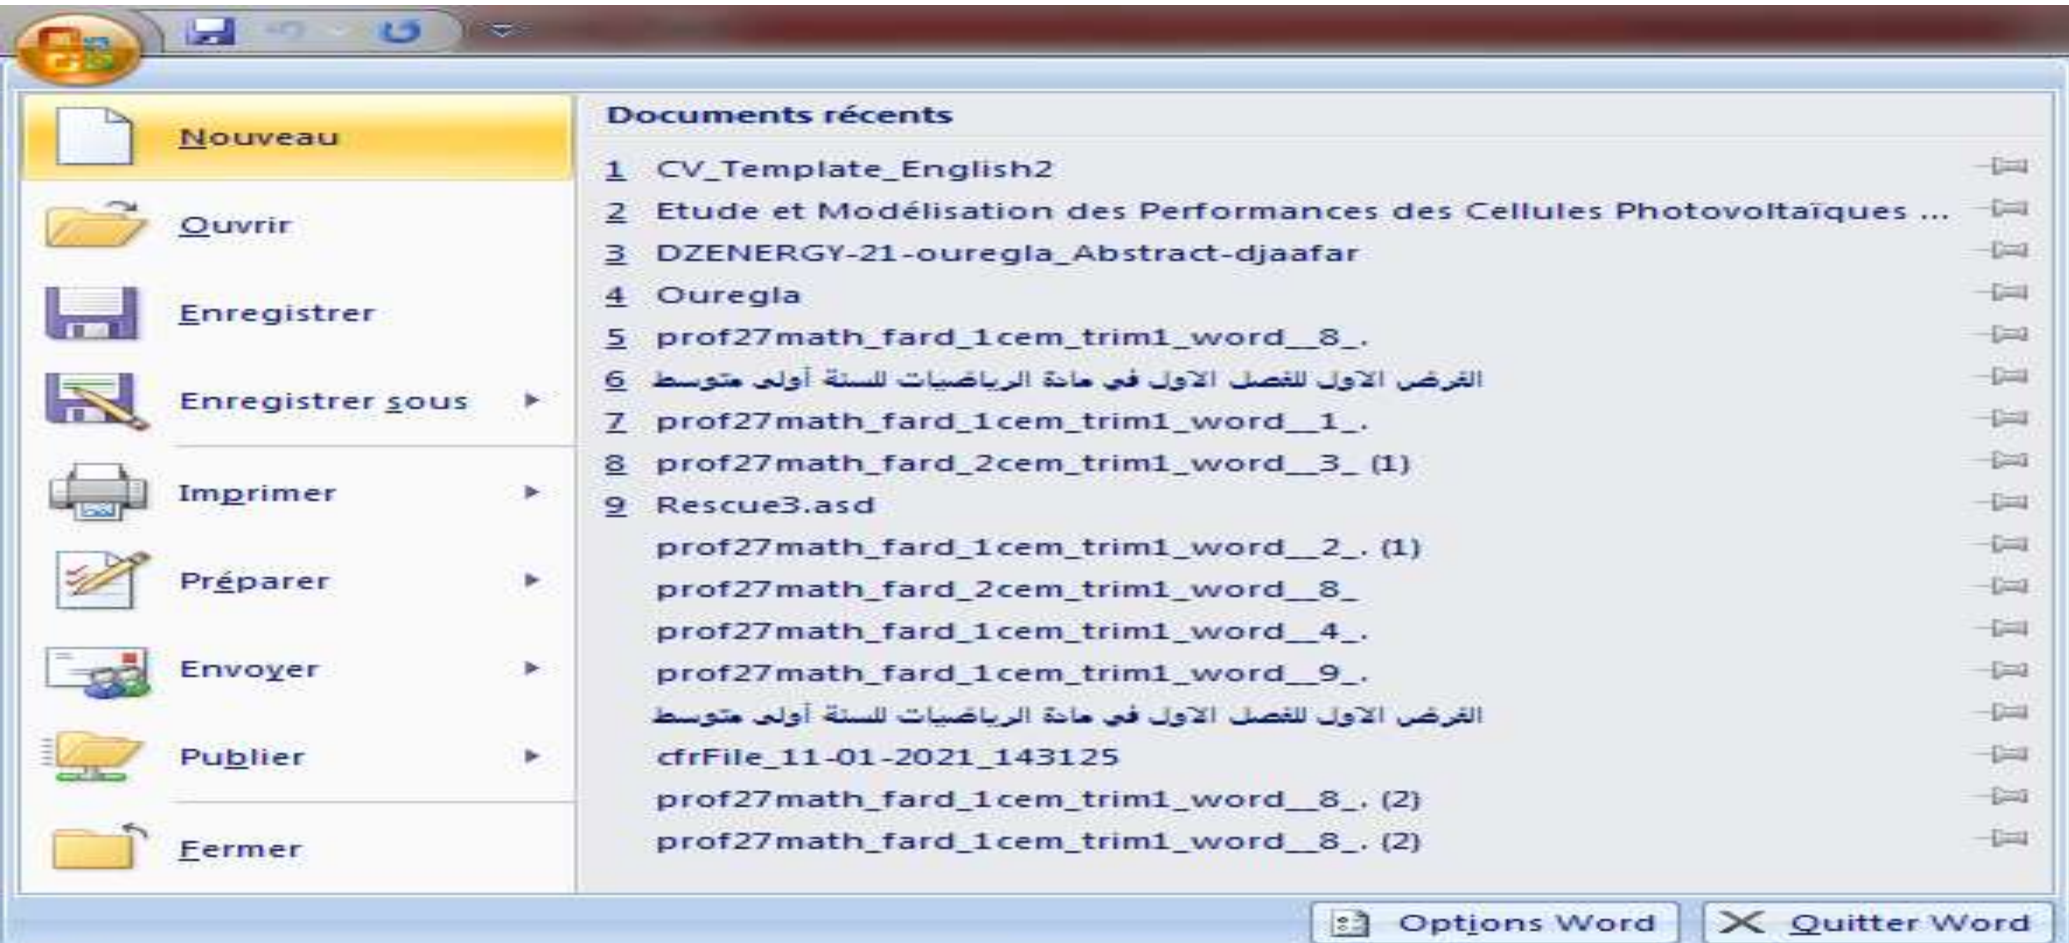 Nouveau
Ouvrir
Enregistrer
Enregistrer sous
Imprimer
Préparer
Envoyer
Publier
Fermer
Documents récents
1 CV_Template_English2
2 Etude et Modélisation des Performances des Cellules Photovoltaïques ...
3 DZENERGY-21-ouregla_Abstract-djaafar
4 Ouregla
5 prof27math_fard_1cem_trim1_word__8_.
6 الفرض الاول للفصل الاول في مادة الرياضيات للسنة أولى متوسط
7 prof27math_fard_1cem_trim1_word__1_.
8 prof27math_fard_2cem_trim1_word__3_ (1)
9 Rescue3.asd
prof27math_fard_1cem_trim1_word__2_. (1)
prof27math_fard_2cem_trim1_word__8_
prof27math_fard_1cem_trim1_word__4_.
prof27math_fard_1cem_trim1_word__9_.
الفرض الاول للفصل الاول في مادة الرياضيات للسنة أولى متوسط
cfrFile_11-01-2021_143125
prof27math_fard_1cem_trim1_word__8_. (2)
prof27math_fard_1cem_trim1_word__8_. (2)
Options Word
Quitter Word